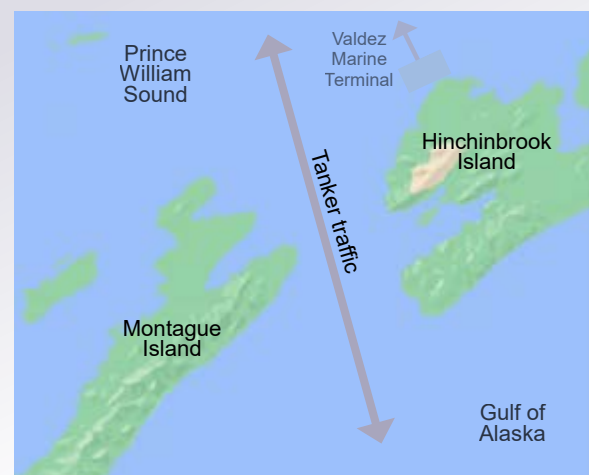 Prince
William
Sound
Valdez
Marine
Terminal
Hinchinbrook
Island
Tanker traffic
Montague
Island
Gulf of
Alaska